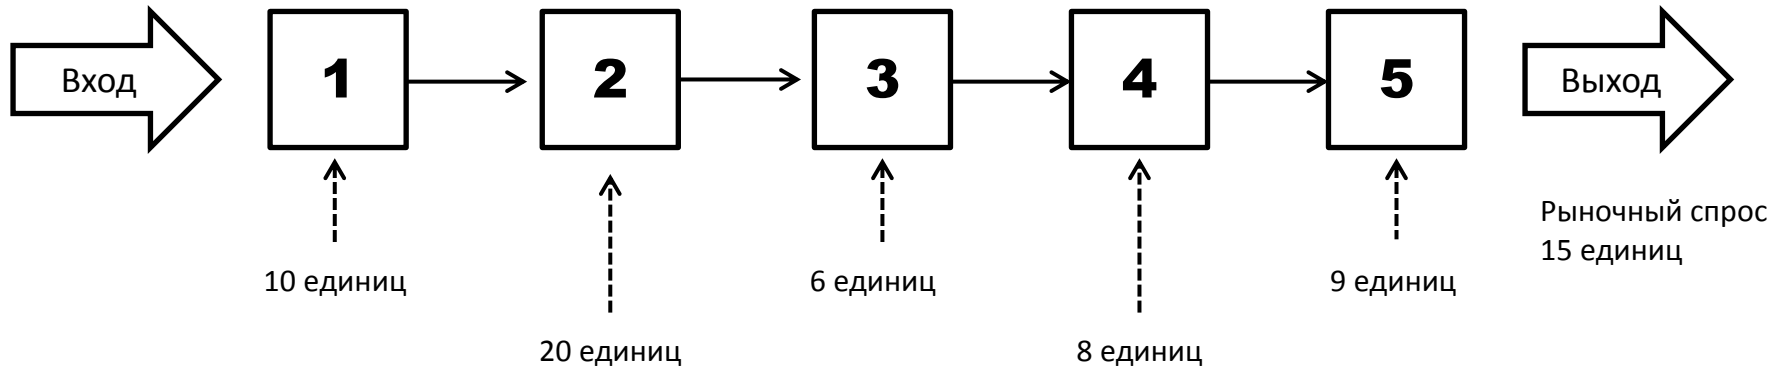 Вход
1
2
3
4
5
Выход
Рыночный спрос
15 единиц
10 единиц
6 единиц
9 единиц
20 единиц
8 единиц